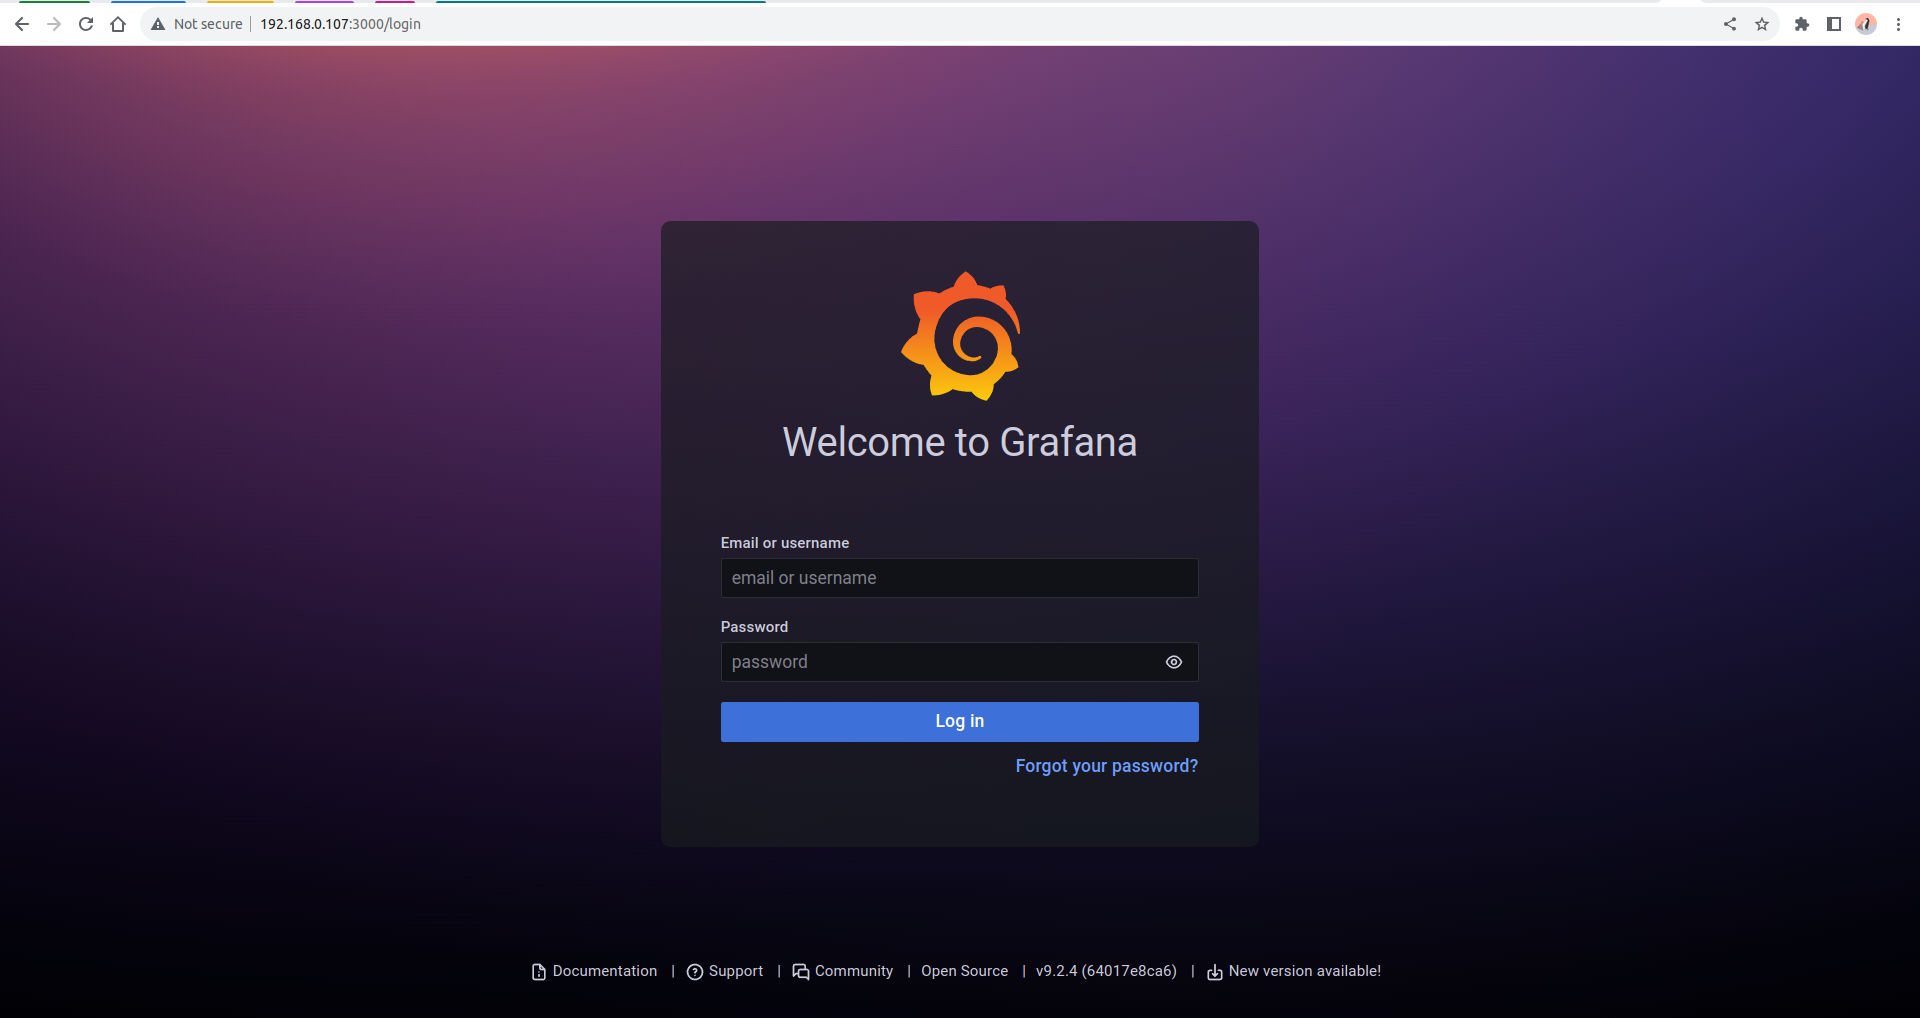 Not secure 192.168.0.107:3000/login
Welcome to Grafana
Email or username
email or username
Password
password
Log in
Forgot your password?
Documentation | Support | Community | Open Source | v9.2.4 (64017e8ca6) | New version available!